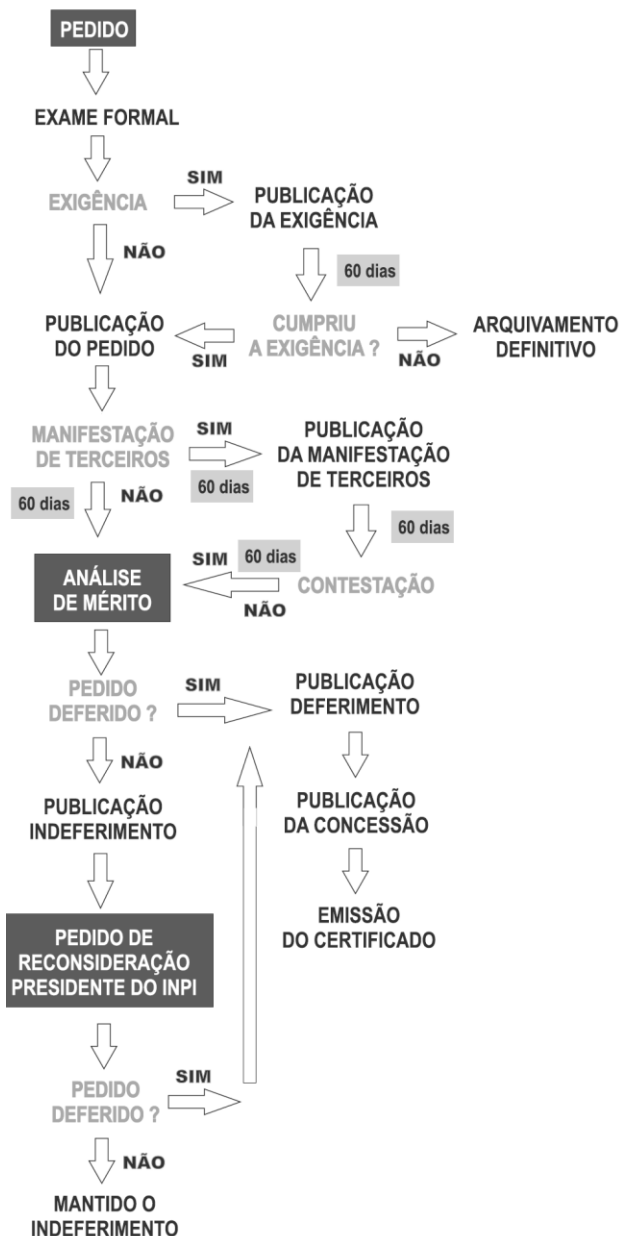 PEDIDO
EXAME FORMAL
EXIGÊNCIA
SIM
PUBLICAÇÃO
DA EXIGÊNCIA
NÃO
60 dias
PUBLICAÇÃO
DO PEDIDO
SIM
CUMPRIU
A EXIGÊNCIA ?
NÃO
ARQUIVAMENTO
DEFINITIVO
MANIFESTAÇÃO
DE TERCEIROS
SIM
60 dias
PUBLICAÇÃO
DA MANIFESTAÇÃO
DE TERCEIROS
60 dias
NÃO
60 dias
ANÁLISE
DE MÉRITO
SIM
60 dias
NÃO
CONTESTAÇÃO
PEDIDO
DEFERIDO ?
SIM
PUBLICAÇÃO
DEFERIMENTO
NÃO
PUBLICAÇÃO
INDEFERIMENTO
PUBLICAÇÃO
DA CONCESSÃO
EMISSÃO
DO CERTIFICADO
PEDIDO DE
RECONSIDERAÇÃO
PRESIDENTE DO INPI
PEDIDO
DEFERIDO ?
SIM
NÃO
MANTIDO O
INDEFERIMENTO